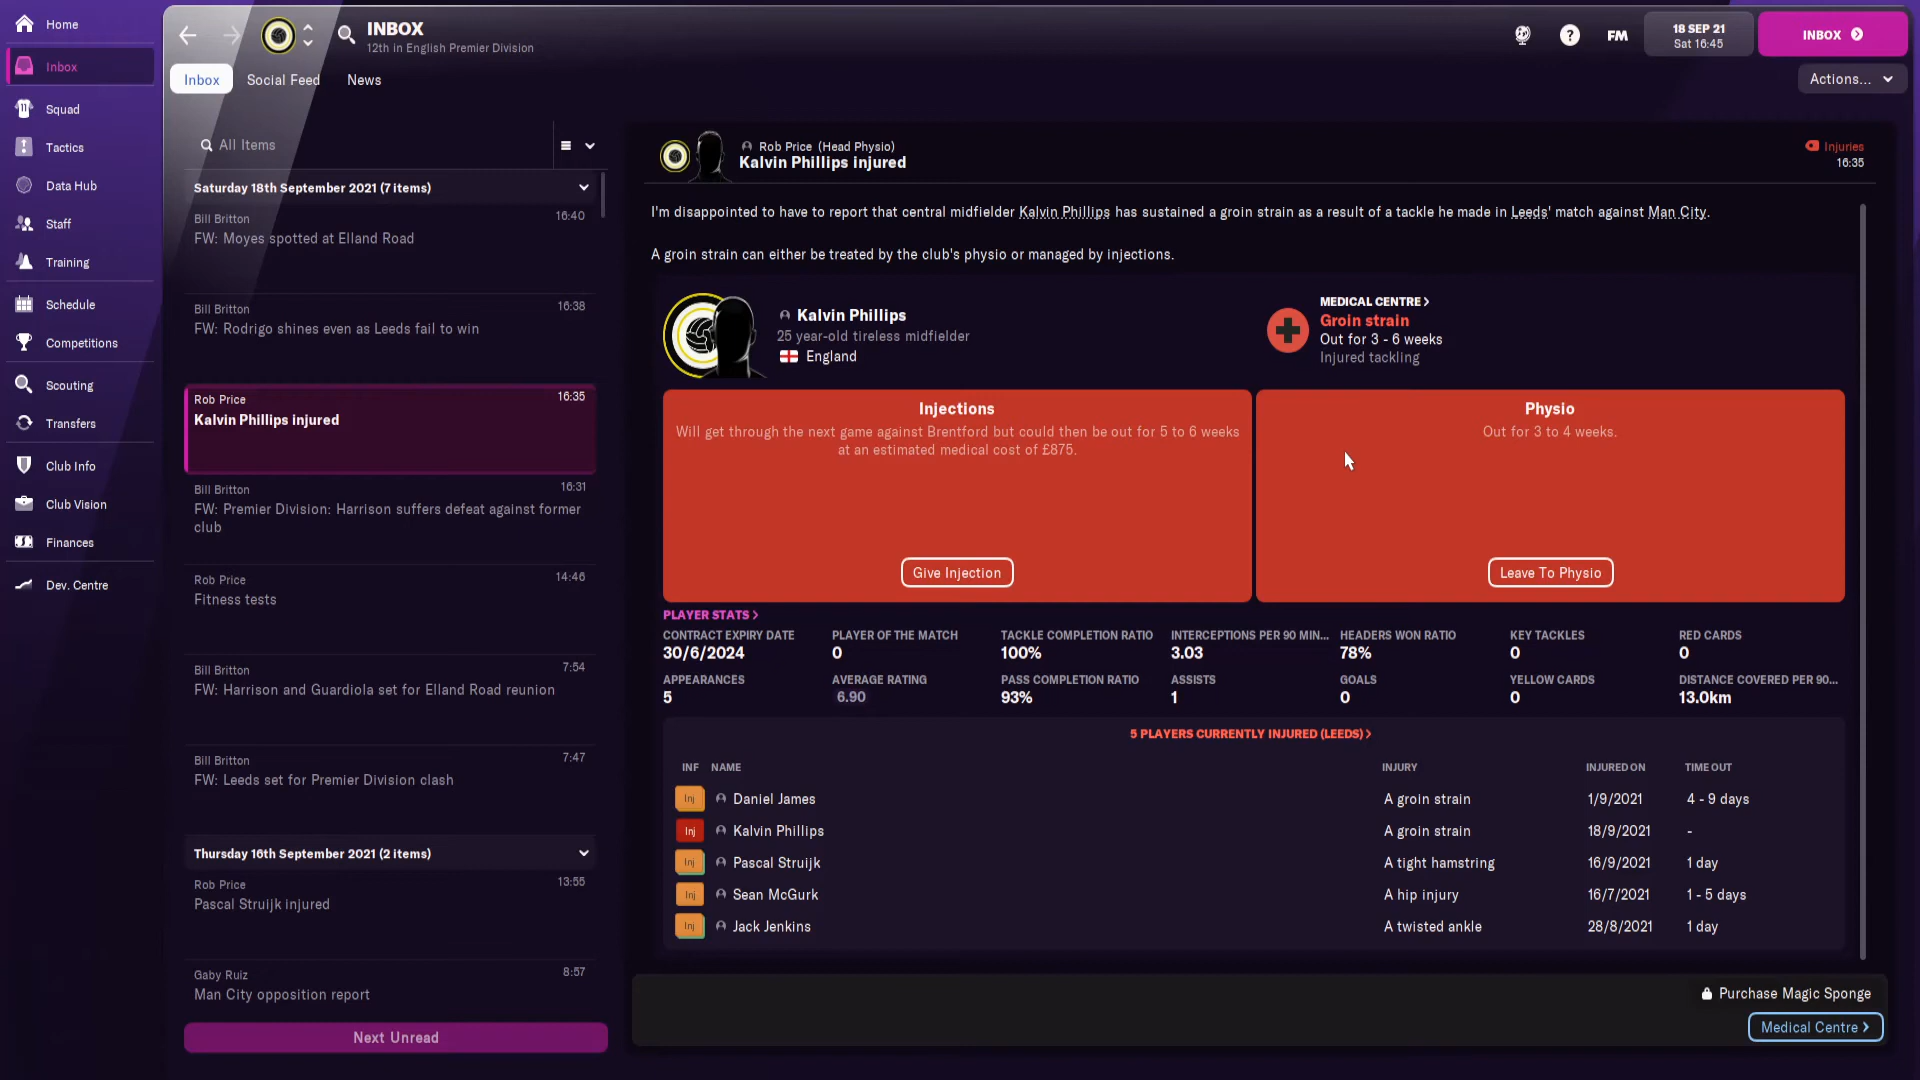 Home
Inbox
Squad
Tactics
Data Hub
Staff
Training
Schedule
Competitions
Scouting
Transfers
Club Info
Club Vision
Finances
Dev. Centre
INBOX
12th in English Premier Division
?
FM
18 SEP 21
Sat 16:45
INBOX
Inbox
Social Feed
News
Actions...
All Items
Saturday 18th September 2021 (7 items)
Bill Britton
16:40
FW: Moyes spotted at Elland Road
Bill Britton
16:38
FW: Rodrigo shines even as Leeds fail to win
Rob Price
16:35
Kalvin Phillips injured
Bill Britton
16:31
FW: Premier Division: Harrison suffers defeat against former
club
Rob Price
14:46
Fitness tests
Bill Britton
7:54
FW: Harrison and Guardiola set for Elland Road reunion
Bill Britton
7:47
FW: Leeds set for Premier Division clash
Thursday 16th September 2021 (2 items)
Rob Price
13:55
Pascal Struijk injured
Gaby Ruiz
8:57
Man City opposition report
Next Unread
Rob Price (Head Physio)
Kalvin Phillips injured
Injuries
16:35
I'm disappointed to have to report that central midfielder Kalvin Phillips has sustained a groin strain as a result of a tackle he made in Leeds' match against Man City.
A groin strain can either be treated by the club's physio or managed by injections.
Kalvin Phillips
25 year-old tireless midfielder
England
MEDICAL CENTRE >
Groin strain
Out for 3 - 6 weeks
Injured tackling
Injections
Will get through the next game against Brentford but could then be out for 5 to 6 weeks
at an estimated medical cost of £875.
Give Injection
Physio
Out for 3 to 4 weeks.
Leave To Physio
PLAYER STATS >
CONTRACT EXPIRY DATE PLAYER OF THE MATCH TACKLE COMPLETION RATIO INTERCEPTIONS PER 90 MIN... HEADERS WON RATIO KEY TACKLES RED CARDS
30/6/2024 0 100% 3.03 78% 0 0
APPEARANCES AVERAGE RATING PASS COMPLETION RATIO ASSISTS GOALS YELLOW CARDS DISTANCE COVERED PER 90...
5 6.90 93% 1 0 0 13.0km
5 PLAYERS CURRENTLY INJURED (LEEDS) >
INF NAME INJURY INJURED ON TIME OUT
Inj Daniel James A groin strain 1/9/2021 4 - 9 days
Inj Kalvin Phillips A groin strain 18/9/2021 -
Inj Pascal Struijk A tight hamstring 16/9/2021 1 day
Inj Sean McGurk A hip injury 16/7/2021 1 - 5 days
Inj Jack Jenkins A twisted ankle 28/8/2021 1 day
Purchase Magic Sponge
Medical Centre >